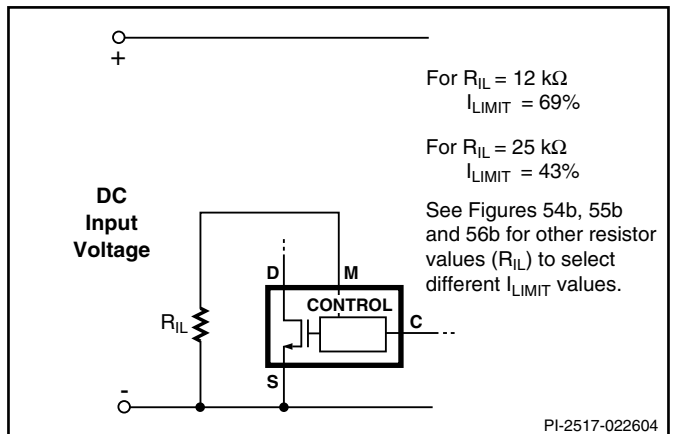 +
For R_IL = 12 kΩ
I_LIMIT = 69%
For R_IL = 25 kΩ
I_LIMIT = 43%
See Figures 54b, 55b
and 56b for other resistor
values (R_IL) to select
different I_LIMIT values.
DC
Input
Voltage
D
M
CONTROL
C
R_IL
S
-
PI-2517-022604